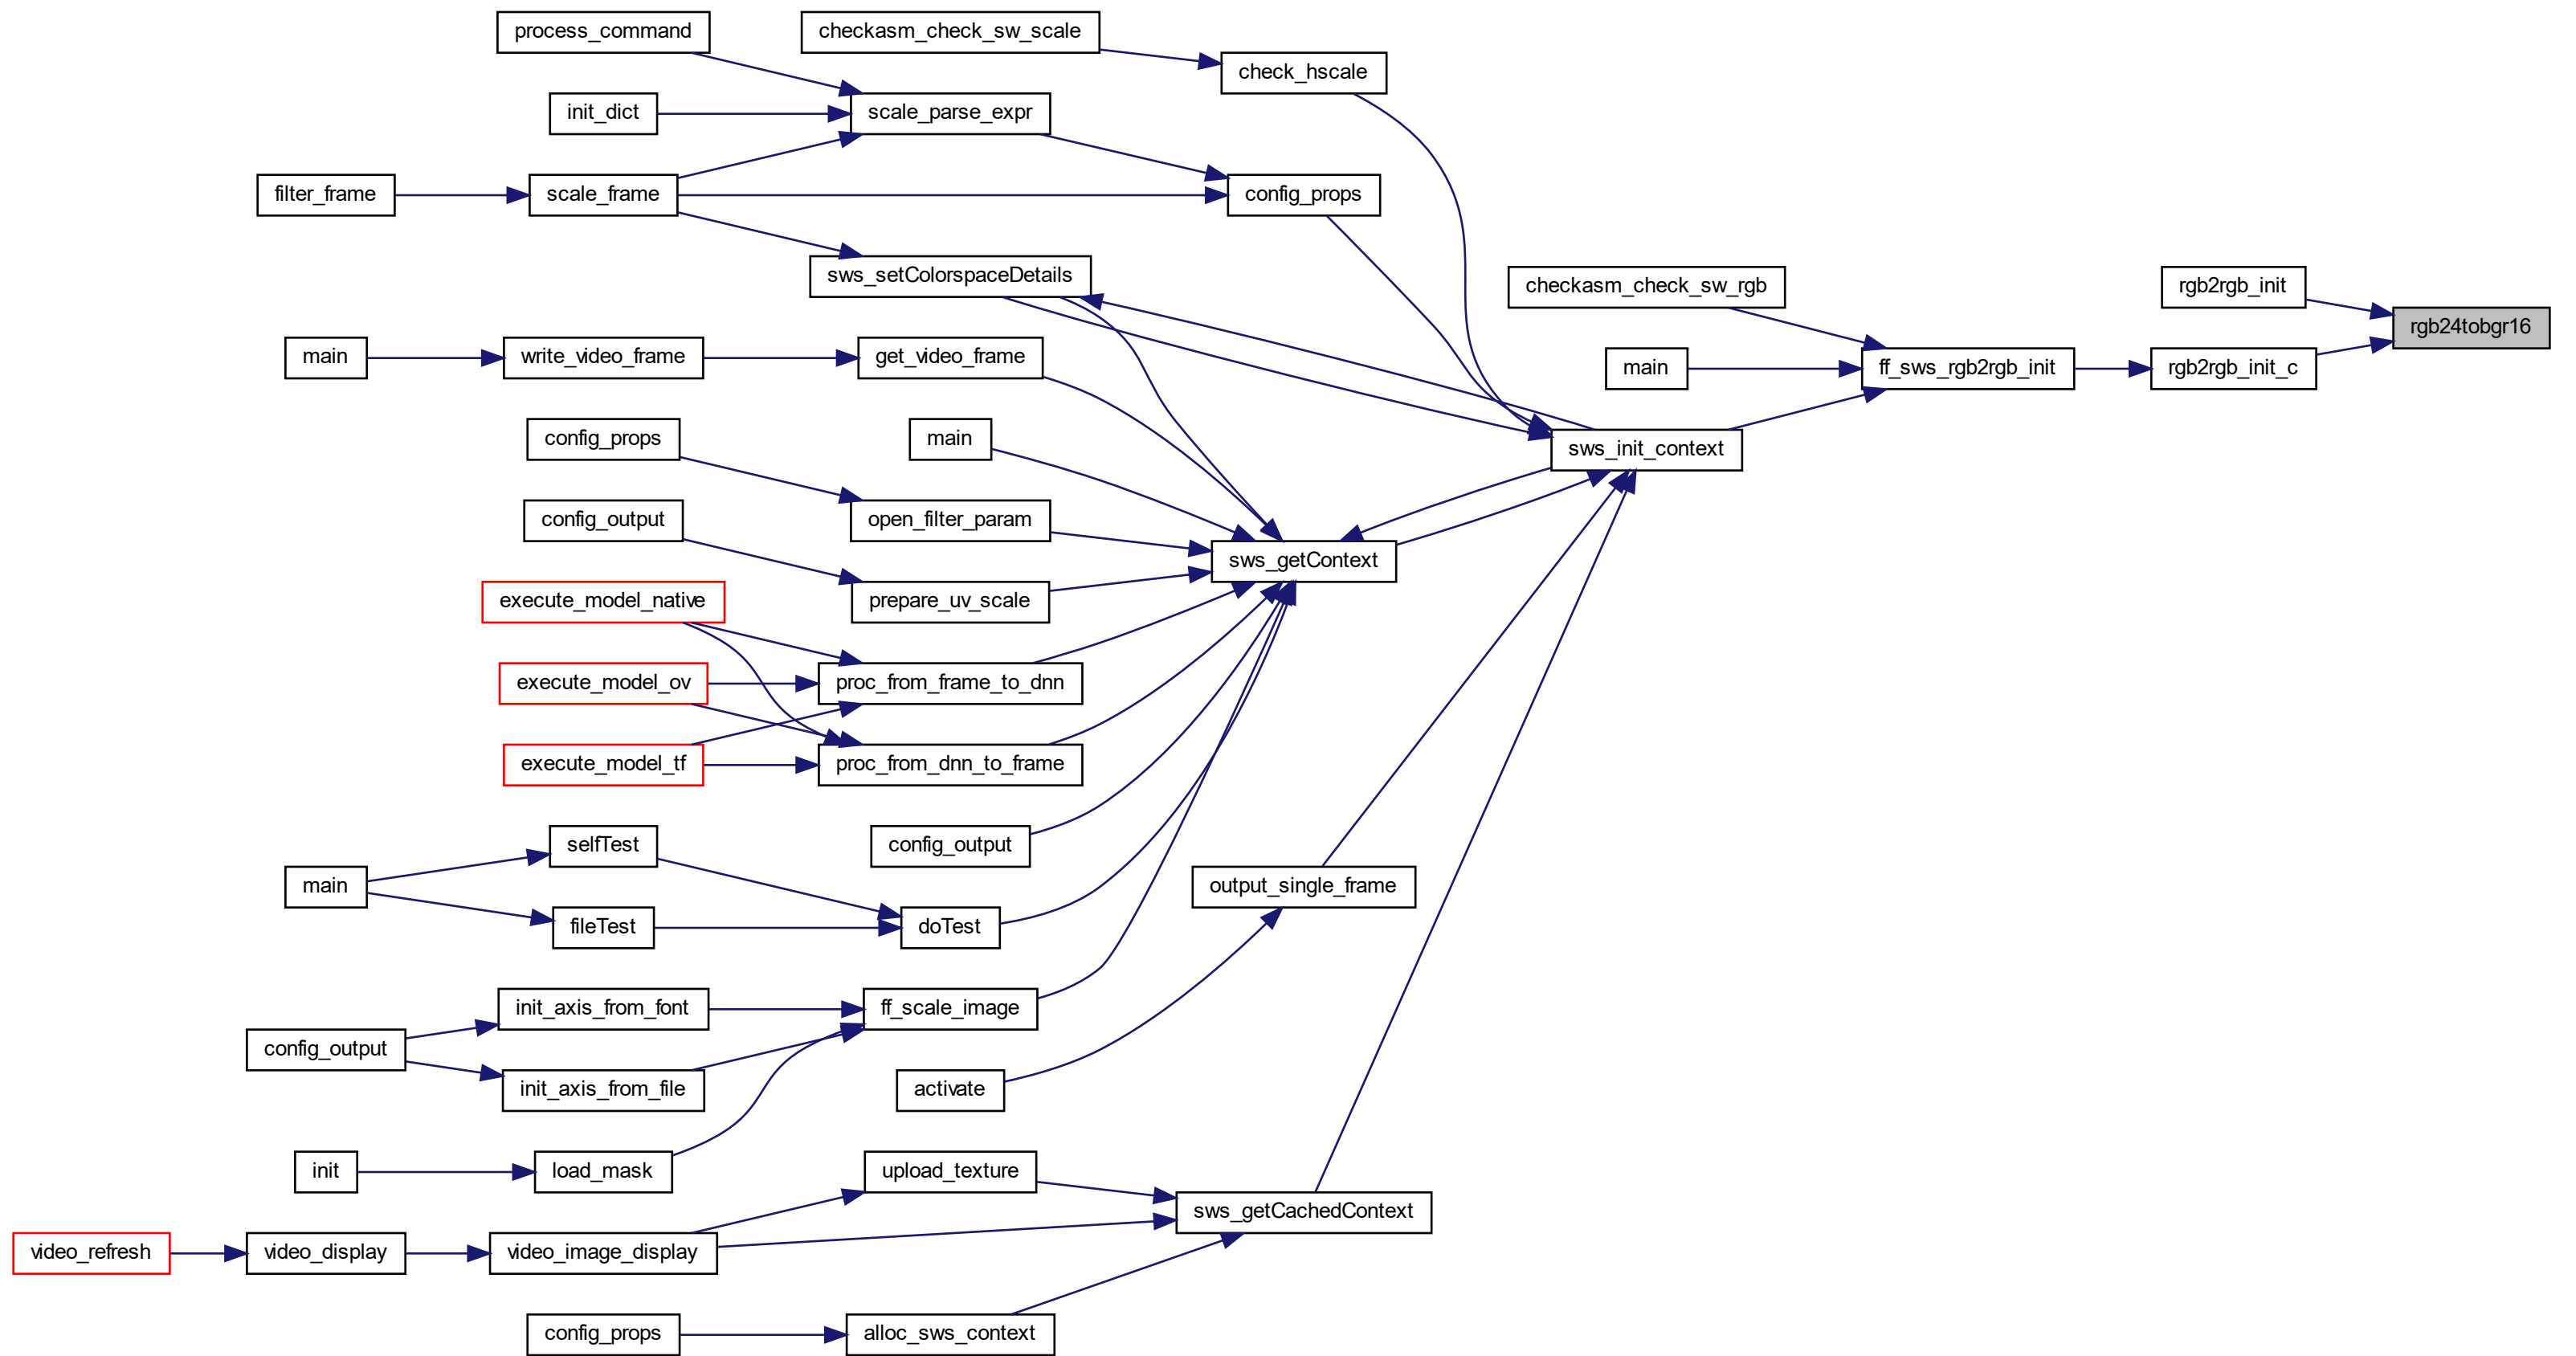 process_command
checkasm_check_sw_scale
check_hscale
init_dict
scale_parse_expr
filter_frame
scale_frame
config_props
sws_setColorspaceDetails
checkasm_check_sw_rgb
rgb2rgb_init
rgb24tobgr16
main
write_video_frame
get_video_frame
main
ff_sws_rgb2rgb_init
rgb2rgb_init_c
config_props
main
sws_init_context
config_output
open_filter_param
sws_getContext
execute_model_native
prepare_uv_scale
execute_model_ov
proc_from_frame_to_dnn
execute_model_tf
proc_from_dnn_to_frame
selfTest
config_output
main
output_single_frame
fileTest
doTest
init_axis_from_font
ff_scale_image
config_output
init_axis_from_file
activate
init
load_mask
upload_texture
sws_getCachedContext
video_refresh
video_display
video_image_display
config_props
alloc_sws_context